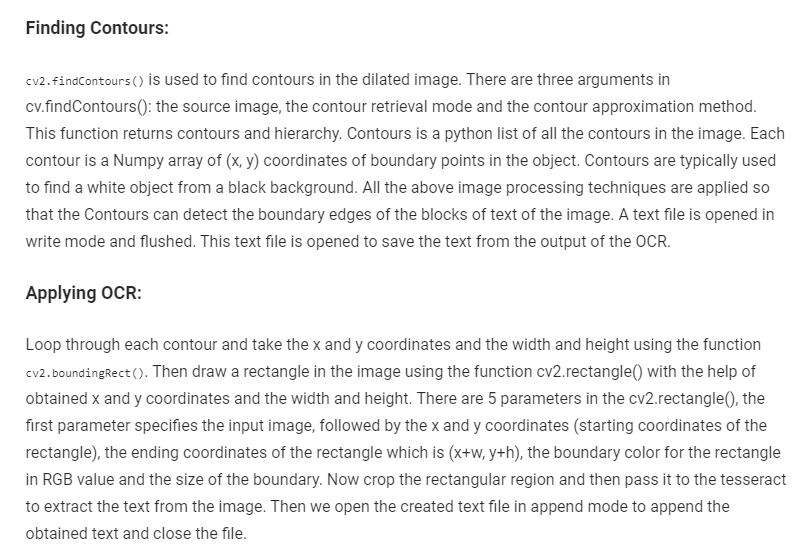 Finding Contours:
cv2.findContours() is used to find contours in the dilated image. There are three arguments in
cv.findContours(): the source image, the contour retrieval mode and the contour approximation method.
This function returns contours and hierarchy. Contours is a python list of all the contours in the image. Each
contour is a Numpy array of (x, y) coordinates of boundary points in the object. Contours are typically used
to find a white object from a black background. All the above image processing techniques are applied so
that the Contours can detect the boundary edges of the blocks of text of the image. A text file is opened in
write mode and flushed. This text file is opened to save the text from the output of the OCR.
Applying OCR:
Loop through each contour and take the x and y coordinates and the width and height using the function
cv2.boundingRect(). Then draw a rectangle in the image using the function cv2.rectangle() with the help of
obtained x and y coordinates and the width and height. There are 5 parameters in the cv2.rectangle(), the
first parameter specifies the input image, followed by the x and y coordinates (starting coordinates of the
rectangle), the ending coordinates of the rectangle which is (x+w, y+h), the boundary color for the rectangle
in RGB value and the size of the boundary. Now crop the rectangular region and then pass it to the tesseract
to extract the text from the image. Then we open the created text file in append mode to append the
obtained text and close the file.